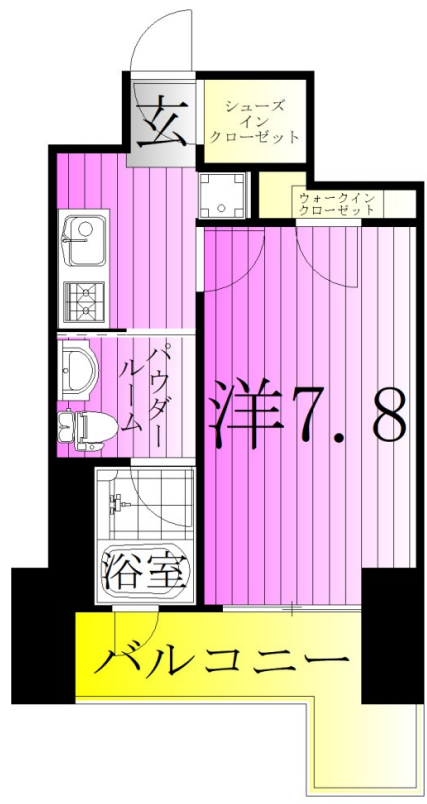 玄
シューズ
イン
クローゼット
ウォークイン
クローゼット
パウダー
ルーム
洋7.8
浴室
バルコニー